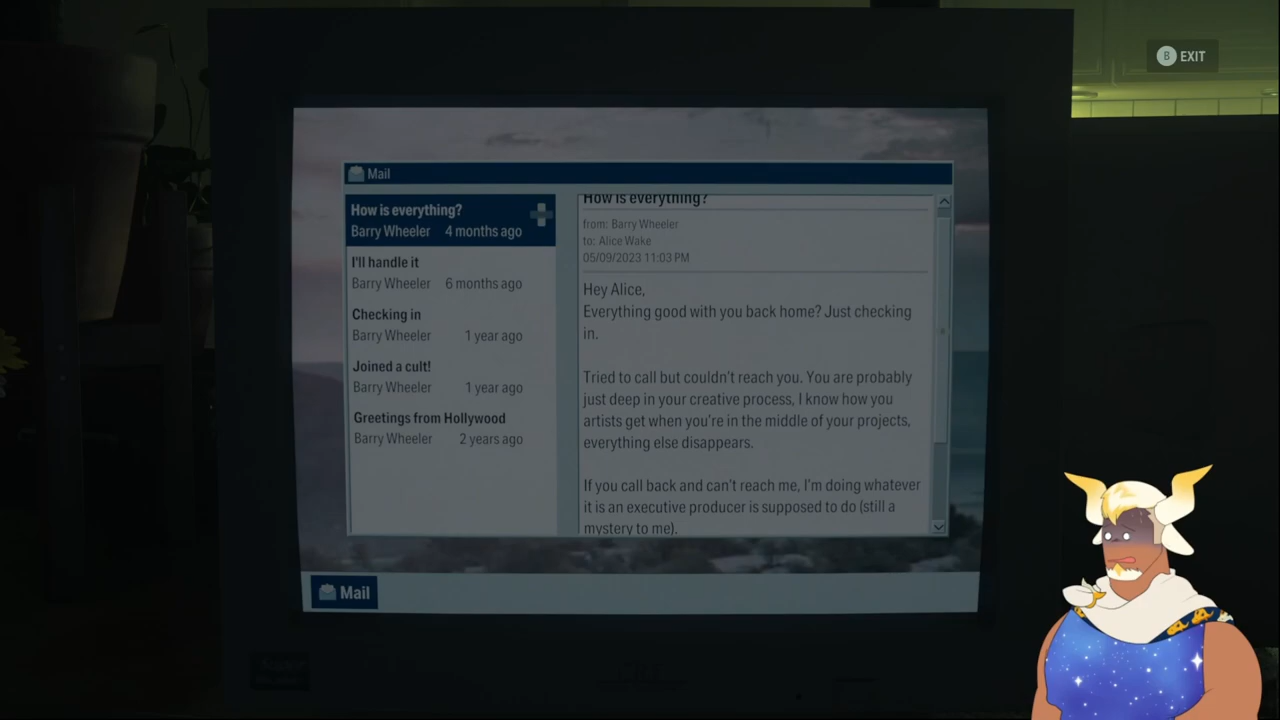 B EXIT
Mail
How is everything?
Barry Wheeler 4 months ago
I'll handle it
Barry Wheeler 6 months ago
Checking in
Barry Wheeler 1 year ago
Joined a cult!
Barry Wheeler 1 year ago
Greetings from Hollywood
Barry Wheeler 2 years ago
How is everything?
from: Barry Wheeler
to: Alice Wake
05/09/2023 11:03 PM
Hey Alice,
Everything good with you back home? Just checking
in.
Tried to call but couldn't reach you. You are probably
just deep in your creative process, I know how you
artists get when you're in the middle of your projects,
everything else disappears.
If you call back and can't reach me, I'm doing whatever
it is an executive producer is supposed to do (still a
mystery to me).
Mail